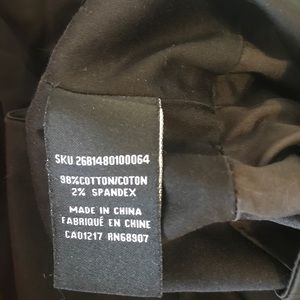 SKU 2681480100064
98%COTTON/COTON
2% SPANDEX
MADE IN CHINA
FABRIQUÉ EN CHINE
CA01217 RN68907